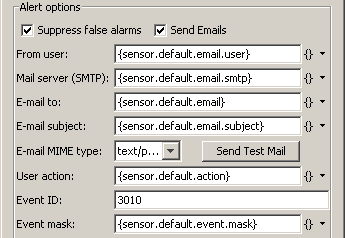 Alert options
Suppress false alarms Send Emails
From user: {sensor.default.email.user} {}
Mail server (SMTP): {sensor.default.email.smtp} {}
E-mail to: {sensor.default.email} {}
E-mail subject: {sensor.default.email.subject} {}
E-mail MIME type: text/p... Send Test Mail
User action: {sensor.default.action} {}
Event ID: 3010
Event mask: {sensor.default.event.mask} {}